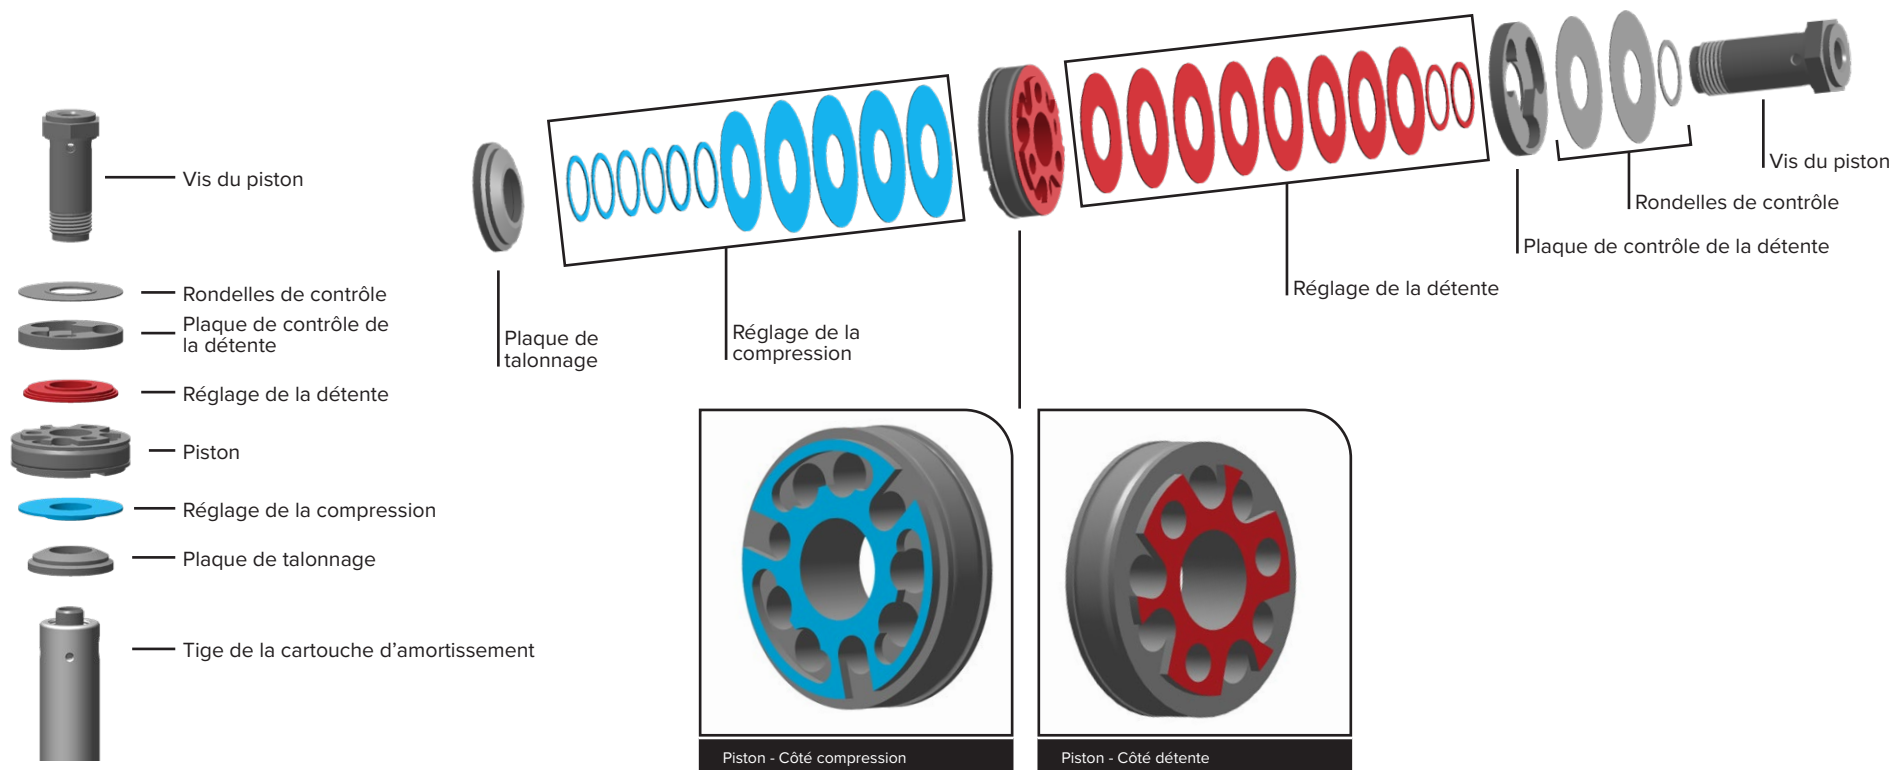 Vis du piston
Rondelles de contrôle
Plaque de contrôle de
la détente
Réglage de la détente
Piston
Réglage de la compression
Plaque de talonnage
Tige de la cartouche d’amortissement
Plaque de
talonnage
Réglage de la
compression
Réglage de la détente
Plaque de contrôle de la détente
Rondelles de contrôle
Vis du piston
Piston - Côté compression
Piston - Côté détente